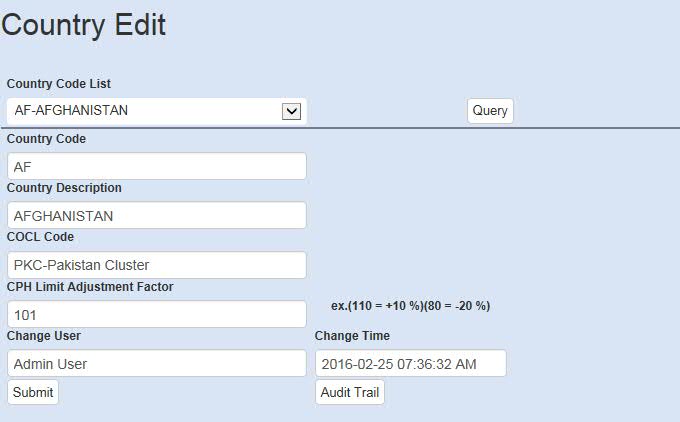 Country Edit
Country Code List
AF-AFGHANISTAN
Query
Country Code
AF
Country Description
AFGHANISTAN
COCL Code
PKC-Pakistan Cluster
CPH Limit Adjustment Factor
101
ex.(110 = +10 %)(80 = -20 %)
Change User
Change Time
Admin User
2016-02-25 07:36:32 AM
Submit
Audit Trail